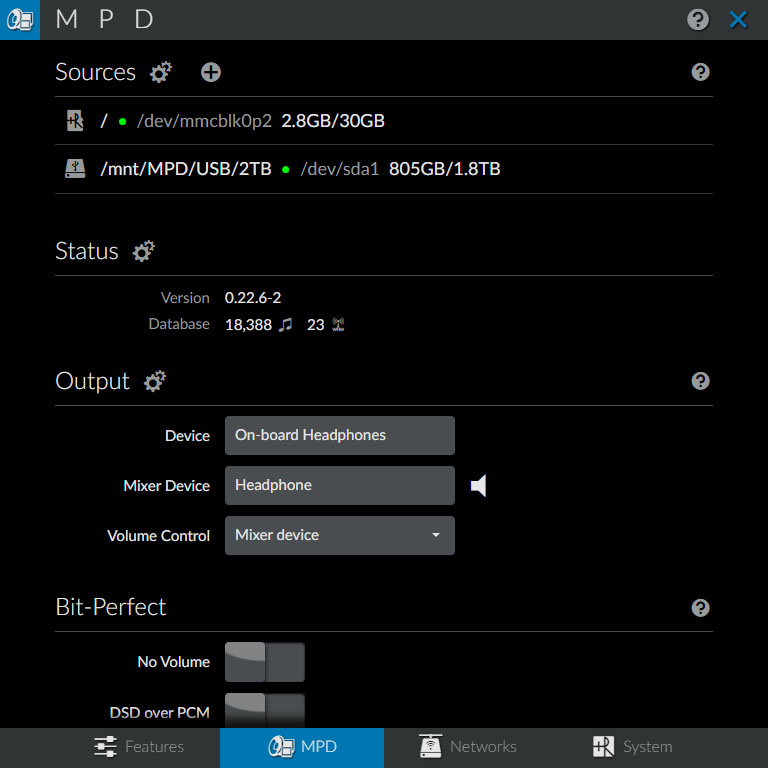 MPD
Sources
/ • /dev/mmcblk0p2 2.8GB/30GB
/mnt/MPD/USB/2TB • /dev/sda1 805GB/1.8TB
Status
Version 0.22.6-2
Database 18,388 23
Output
Device On-board Headphones
Mixer Device Headphone
Volume Control Mixer device
Bit-Perfect
No Volume
DSD over PCM
Features MPD Networks System